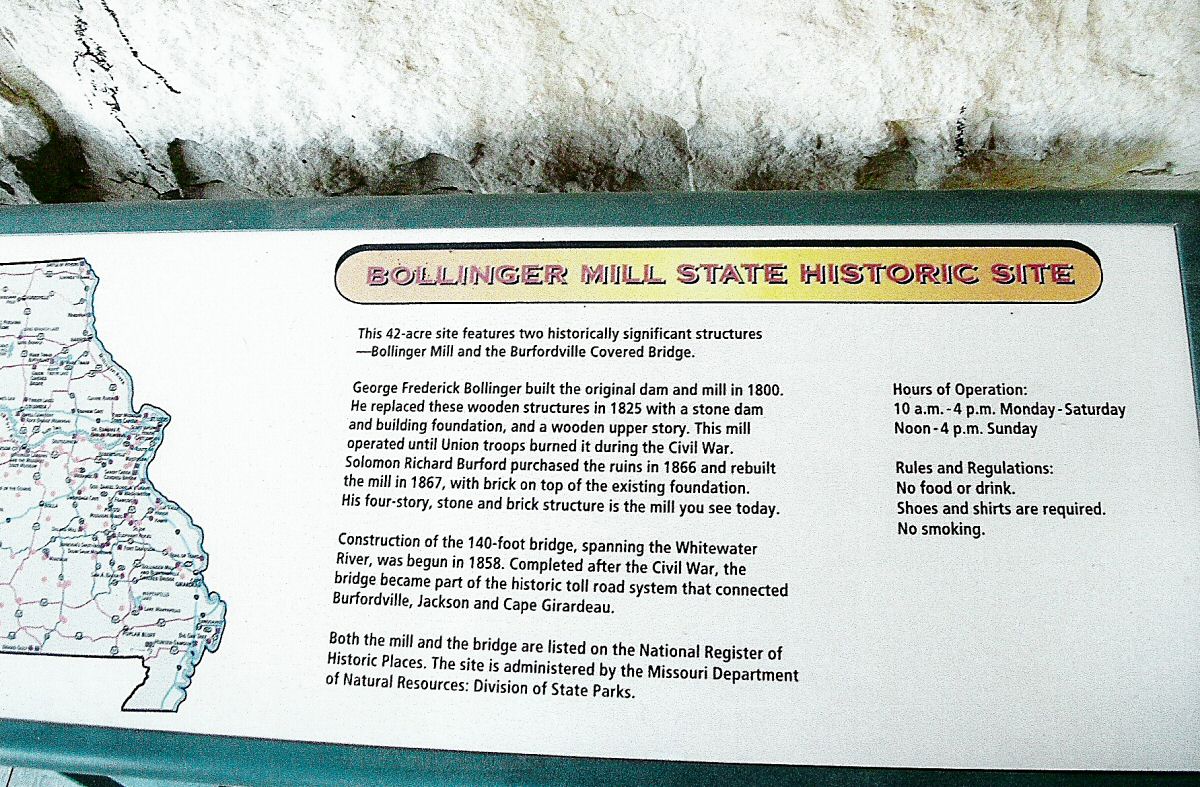 BOLLINGER MILL STATE HISTORIC SITE
This 42-acre site features two historically significant structures
—Bollinger Mill and the Burfordville Covered Bridge.
George Frederick Bollinger built the original dam and mill in 1800.
He replaced these wooden structures in 1825 with a stone dam
and building foundation, and a wooden upper story. This mill
operated until Union troops burned it during the Civil War.
Solomon Richard Burford purchased the ruins in 1866 and rebuilt
the mill in 1867, with brick on top of the existing foundation.
His four-story, stone and brick structure is the mill you see today.
Construction of the 140-foot bridge, spanning the Whitewater
River, was begun in 1858. Completed after the Civil War, the
bridge became part of the historic toll road system that connected
Burfordville, Jackson and Cape Girardeau.
Both the mill and the bridge are listed on the National Register of
Historic Places. The site is administered by the Missouri Department
of Natural Resources: Division of State Parks.
Hours of Operation:
10 a.m. - 4 p.m. Monday - Saturday
Noon - 4 p.m. Sunday
Rules and Regulations:
No food or drink.
Shoes and shirts are required.
No smoking.